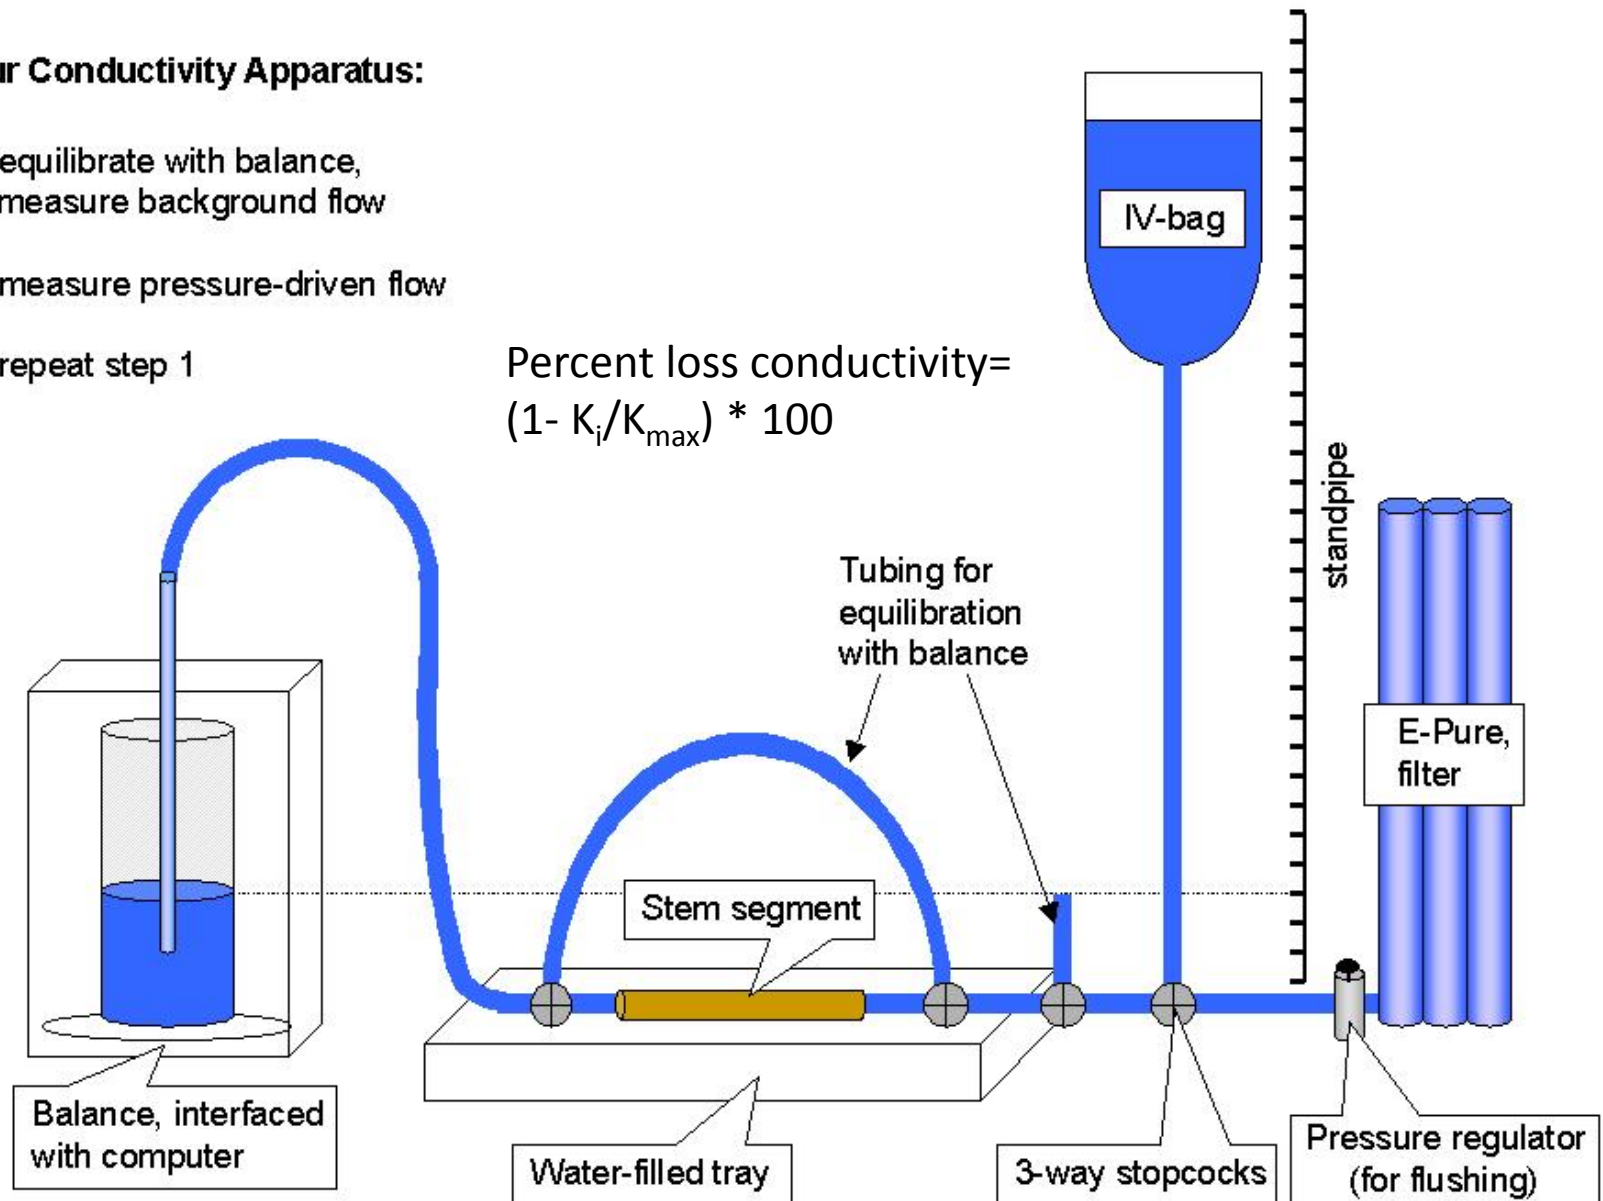 ur Conductivity Apparatus:
equilibrate with balance,
measure background flow
measure pressure-driven flow
repeat step 1
Percent loss conductivity=
(1- Ki/Kmax) * 100
IV-bag
standpipe
Tubing for
equilibration
with balance
E-Pure,
filter
Stem segment
Balance, interfaced
with computer
Water-filled tray
3-way stopcocks
Pressure regulator
(for flushing)